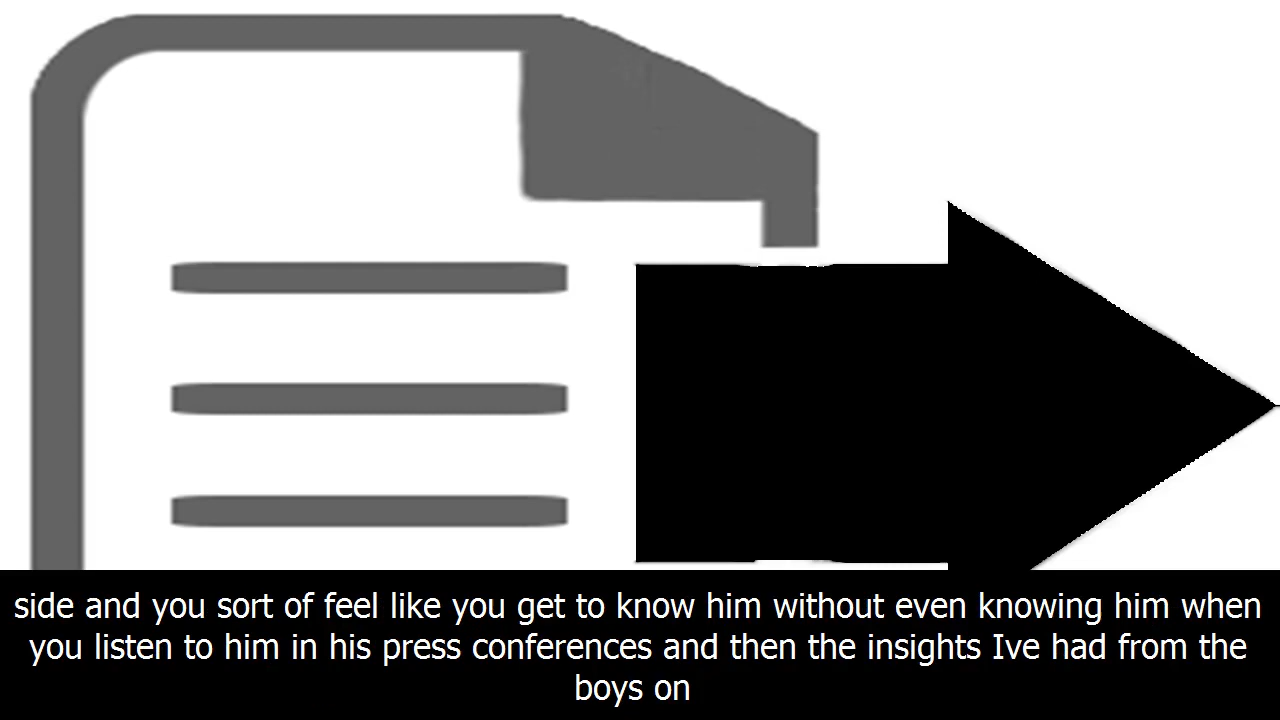 side and you sort of feel like you get to know him without even knowing him when
you listen to him in his press conferences and then the insights Ive had from the
boys on